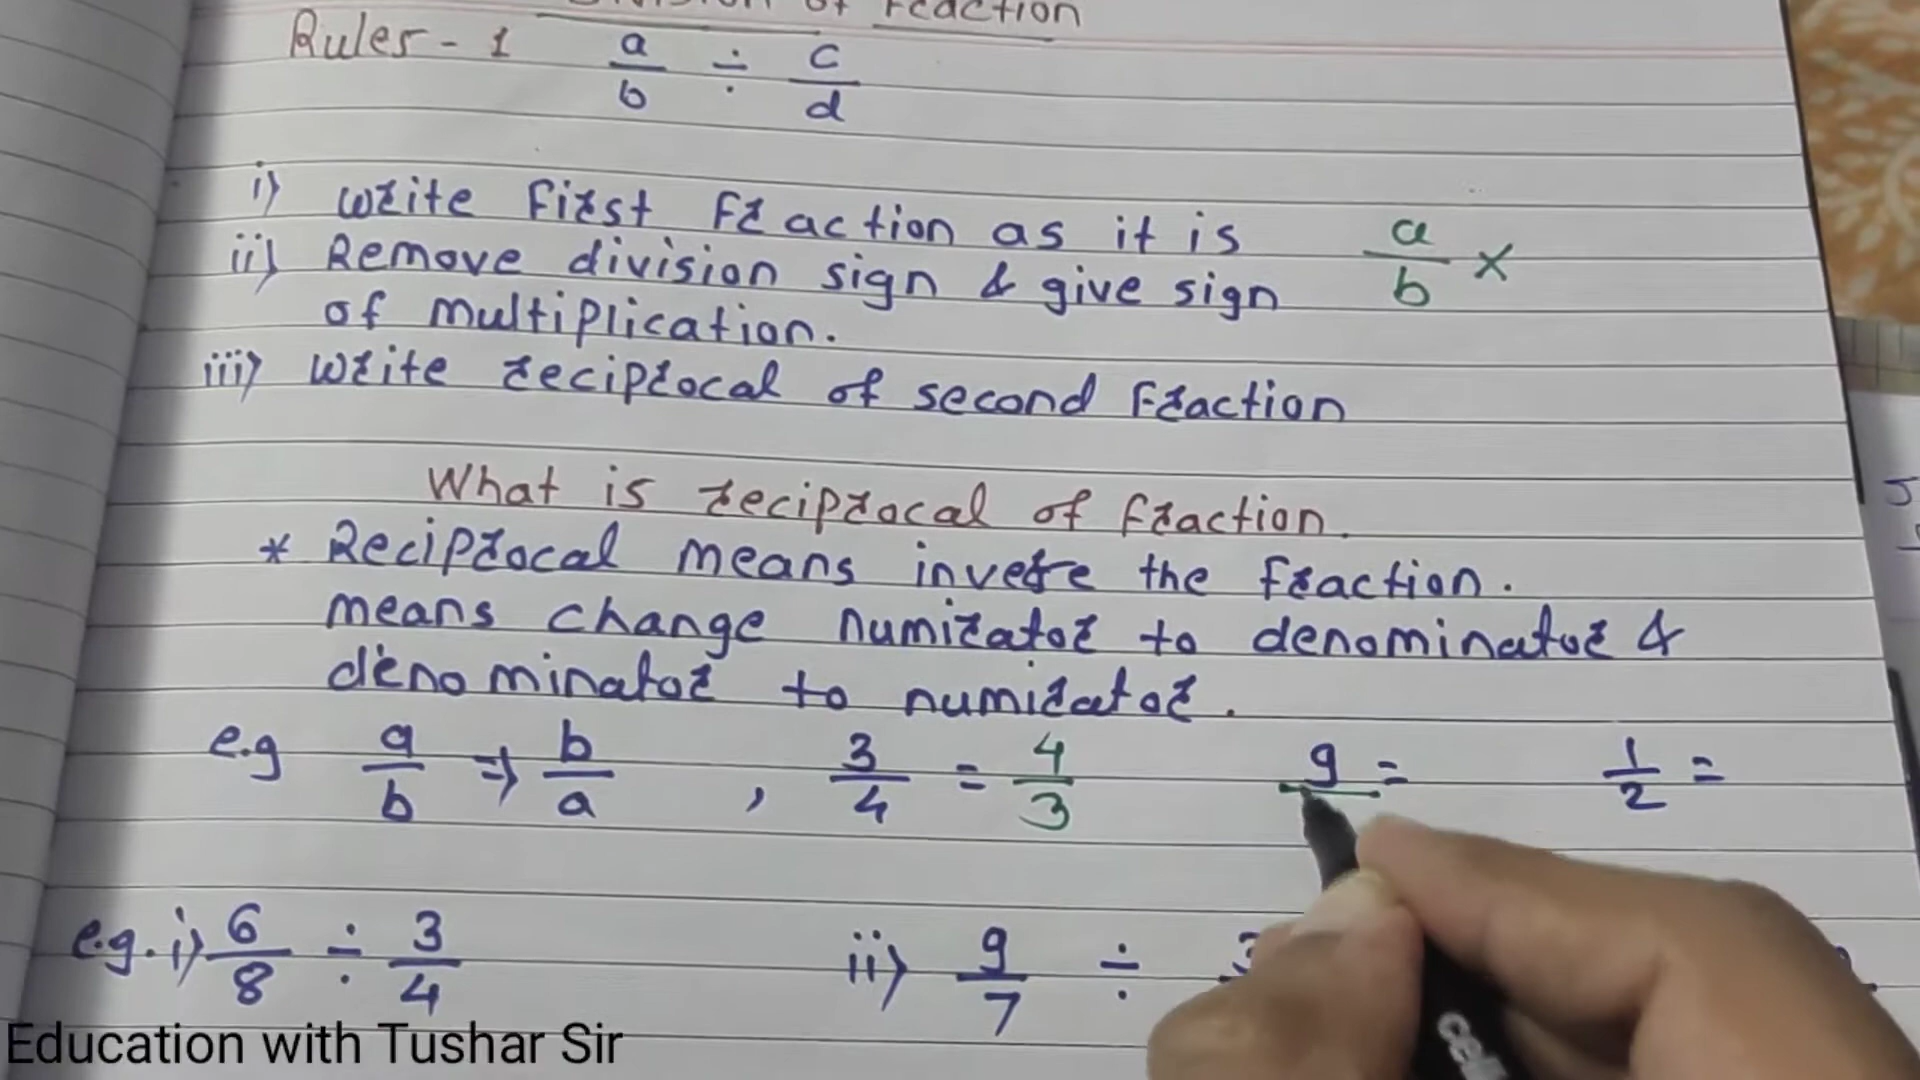 Division of Fraction
Rules - 1 a/b ÷ c/d
i) write first fraction as it is a/b ×
ii) Remove division sign & give sign
of multiplication.
iii) write reciprocal of second fraction
What is reciprocal of fraction.
* Reciprocal means inverse the fraction.
means change numirator to denominator &
denominator to numirator.
e.g a/b ⇒ b/a , 3/4 = 4/3 9 = 1/2 =
e.g. i) 6/8 ÷ 3/4 ii) 9/7 ÷
Education with Tushar Sir